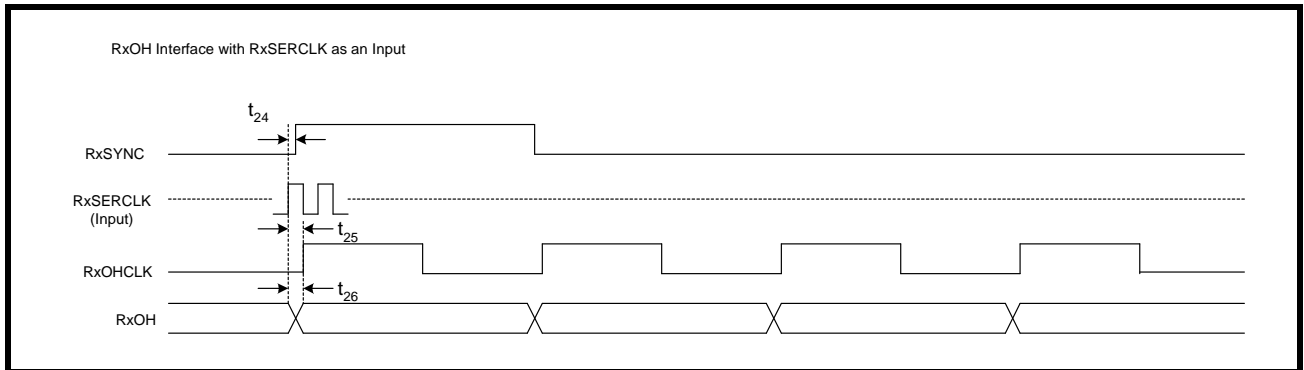 RxOH Interface with RxSERCLK as an Input
t24
RxSYNC
RxSERCLK
(Input)
t25
RxOHCLK
t26
RxOH